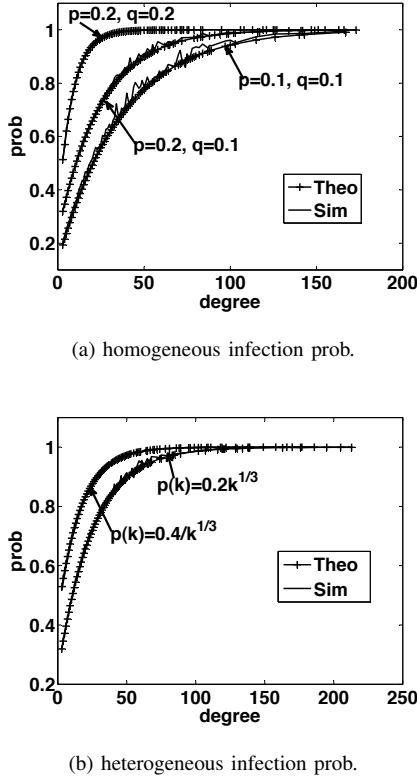 p=0.2, q=0.2
p=0.1, q=0.1
p=0.2, q=0.1
Theo
Sim
prob
1
0.8
0.6
0.4
0.2
0 50 100 150 200
degree
(a) homogeneous infection prob.
p(k)=0.2k^1/3
p(k)=0.4/k^1/3
Theo
Sim
prob
1
0.8
0.6
0.4
0.2
0 50 100 150 200 250
degree
(b) heterogeneous infection prob.